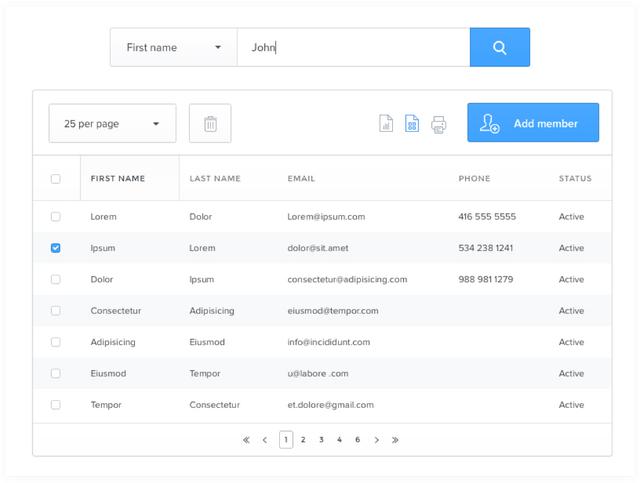 First name John
25 per page Add member
FIRST NAME LAST NAME EMAIL PHONE STATUS
Lorem Dolor Lorem@ipsum.com 416 555 5555 Active
Ipsum Lorem dolor@sit.amet 534 238 1241 Active
Dolor Ipsum consectetur@adipisicing.com 988 981 1279 Active
Consectetur Adipisicing eiusmod@tempor.com Active
Adipisicing Eiusmod info@incididunt.com Active
Eiusmod Tempor u@labore .com Active
Tempor Consectetur et.dolore@gmail.com Active
« < 1 2 3 4 6 > »